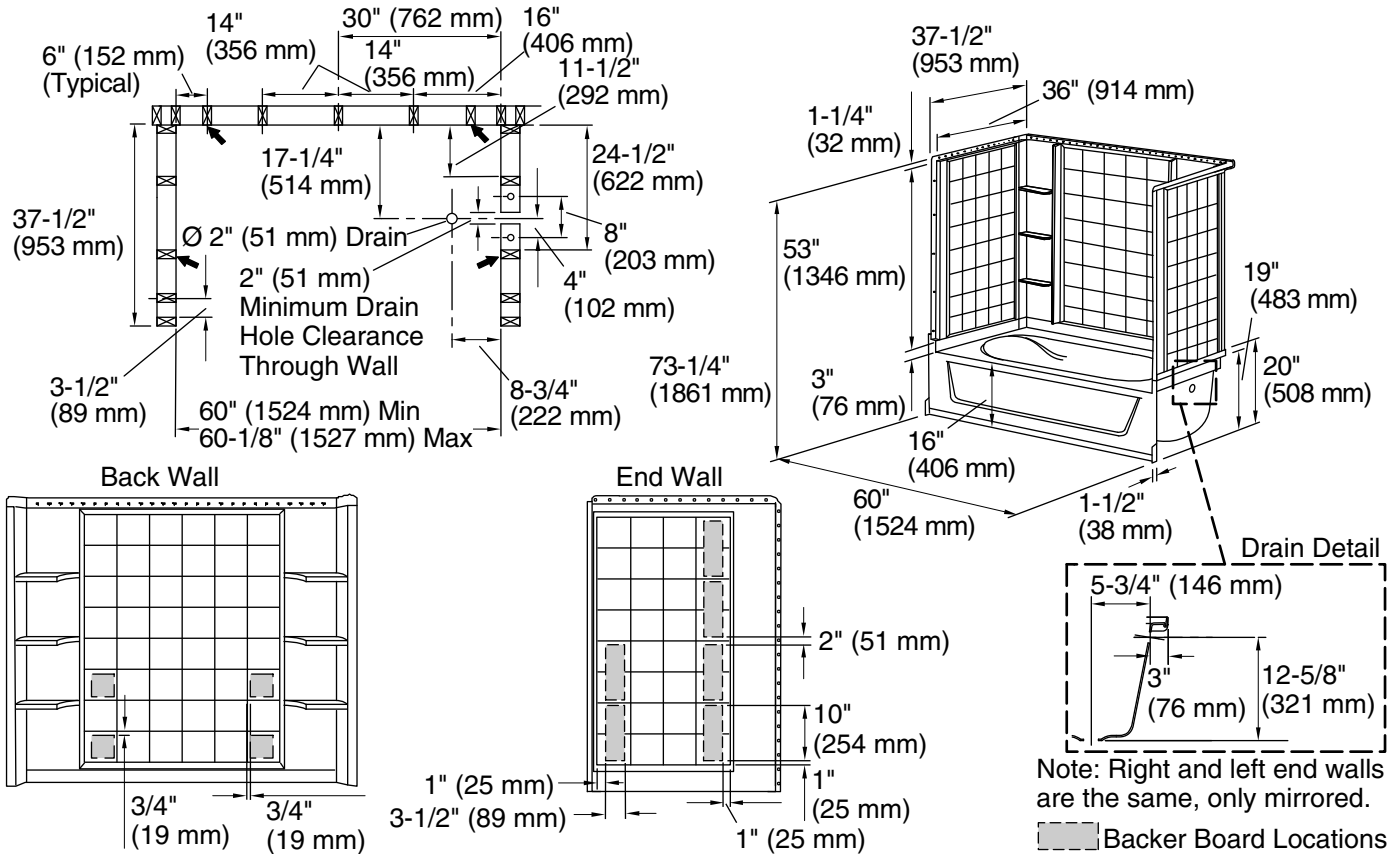 6" (152 mm)
(Typical)
14"
(356 mm)
30" (762 mm)
14"
(356 mm)
16"
(406 mm)
11-1/2"
(292 mm)
17-1/4"
(514 mm)
24-1/2"
(622 mm)
37-1/2"
(953 mm)
Ø 2" (51 mm) Drain
2" (51 mm)
Minimum Drain
Hole Clearance
Through Wall
8"
(203 mm)
4"
(102 mm)
3-1/2"
(89 mm)
8-3/4"
(222 mm)
60" (1524 mm) Min
60-1/8" (1527 mm) Max
37-1/2"
(953 mm)
36" (914 mm)
1-1/4"
(32 mm)
53"
(1346 mm)
19"
(483 mm)
73-1/4"
(1861 mm)
3"
(76 mm)
20"
(508 mm)
16"
(406 mm)
60"
(1524 mm)
1-1/2"
(38 mm)
Back Wall
3/4"
(19 mm)
3/4"
(19 mm)
End Wall
2" (51 mm)
10"
(254 mm)
1" (25 mm)
3-1/2" (89 mm)
1"
(25 mm)
1" (25 mm)
Drain Detail
5-3/4" (146 mm)
3"
(76 mm)
12-5/8"
(321 mm)
Note: Right and left end walls
are the same, only mirrored.
Backer Board Locations